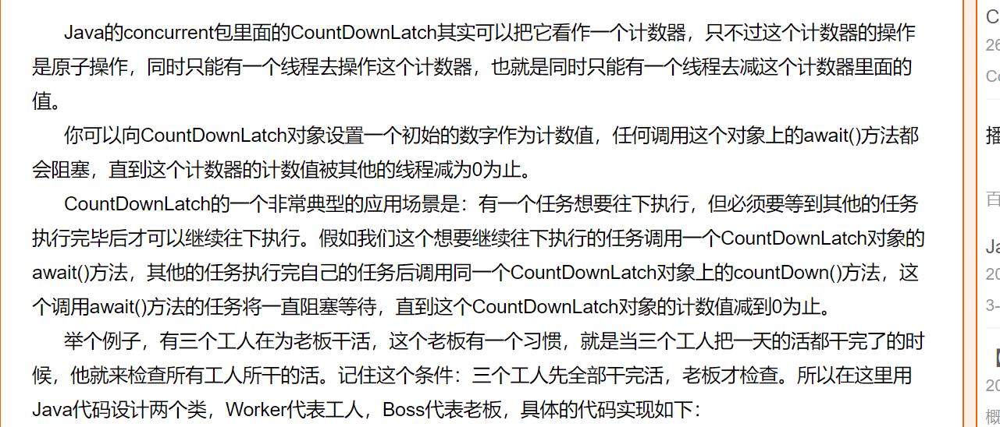 Java的concurrent包里面的CountDownLatch其实可以把它看作一个计数器，只不过这个计数器的操作
是原子操作，同时只能有一个线程去操作这个计数器，也就是同时只能有一个线程去减这个计数器里面的
值。
你可以向CountDownLatch对象设置一个初始的数字作为计数值，任何调用这个对象上的await()方法都
会阻塞，直到这个计数器的计数值被其他的线程减为0为止。
CountDownLatch的一个非常典型的应用场景是：有一个任务想要往下执行，但必须要等到其他的任务
执行完毕后才可以继续往下执行。假如我们这个想要继续往下执行的任务调用一个CountDownLatch对象的
await()方法，其他的任务执行完自己的任务后调用同一个CountDownLatch对象上的countDown()方法，这
个调用await()方法的任务将一直阻塞等待，直到这个CountDownLatch对象的计数值减到0为止。
举个例子，有三个工人在为老板干活，这个老板有一个习惯，就是当三个工人把一天的活都干完了的时
候，他就来检查所有工人所干的活。记住这个条件：三个工人先全部干完活，老板才检查。所以在这里用
Java代码设计两个类，Worker代表工人，Boss代表老板，具体的代码实现如下：
26
播
百
Ja
20
3-
20
概